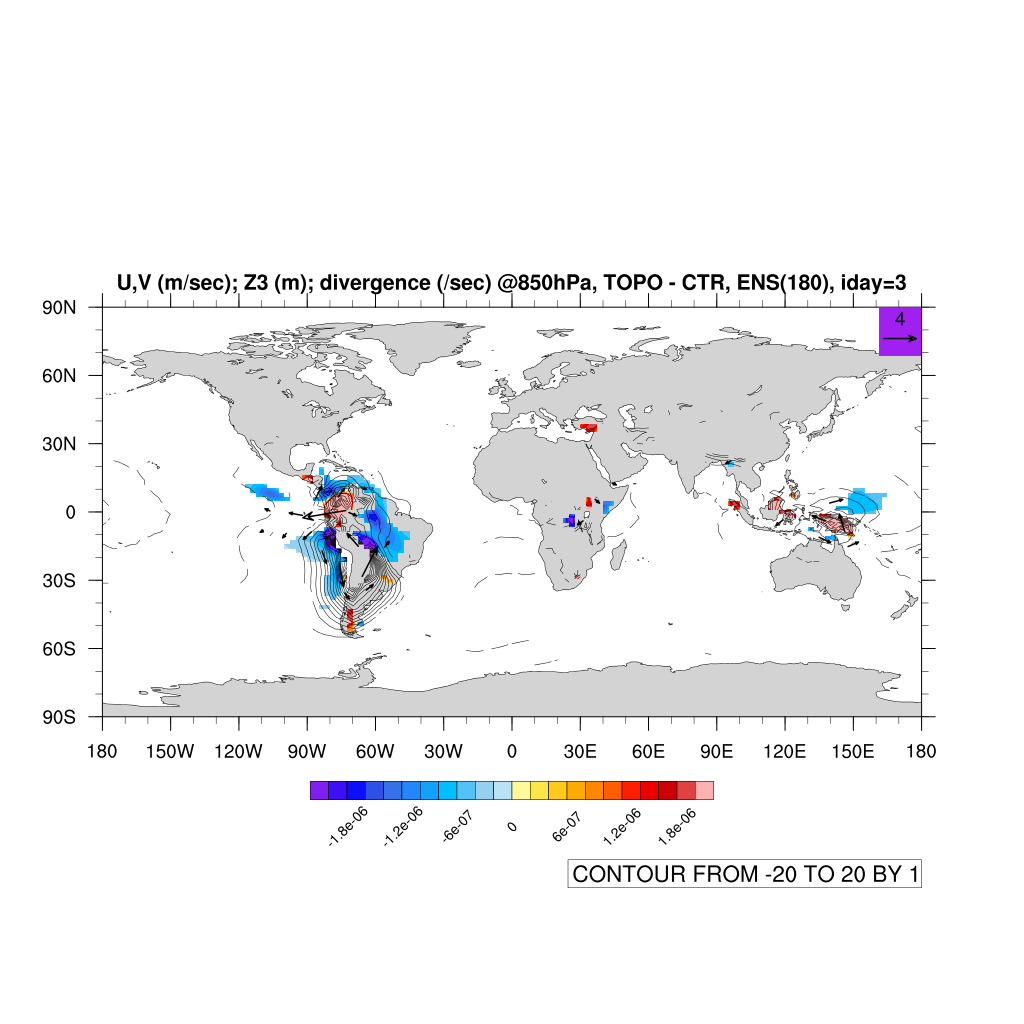 U,V (m/sec); Z3 (m); divergence (/sec) @850hPa, TOPO - CTR, ENS(180), iday=3
4
90N
60N
30N
0
30S
60S
90S
180 150W 120W 90W 60W 30W 0 30E 60E 90E 120E 150E 180
-1.8e-06 -1.2e-06 -6e-07 0 6e-07 1.2e-06 1.8e-06
CONTOUR FROM -20 TO 20 BY 1